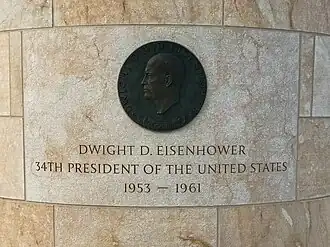 DWIGHT D. EISENHOWER
34TH PRESIDENT OF THE UNITED STATES
1953 — 1961